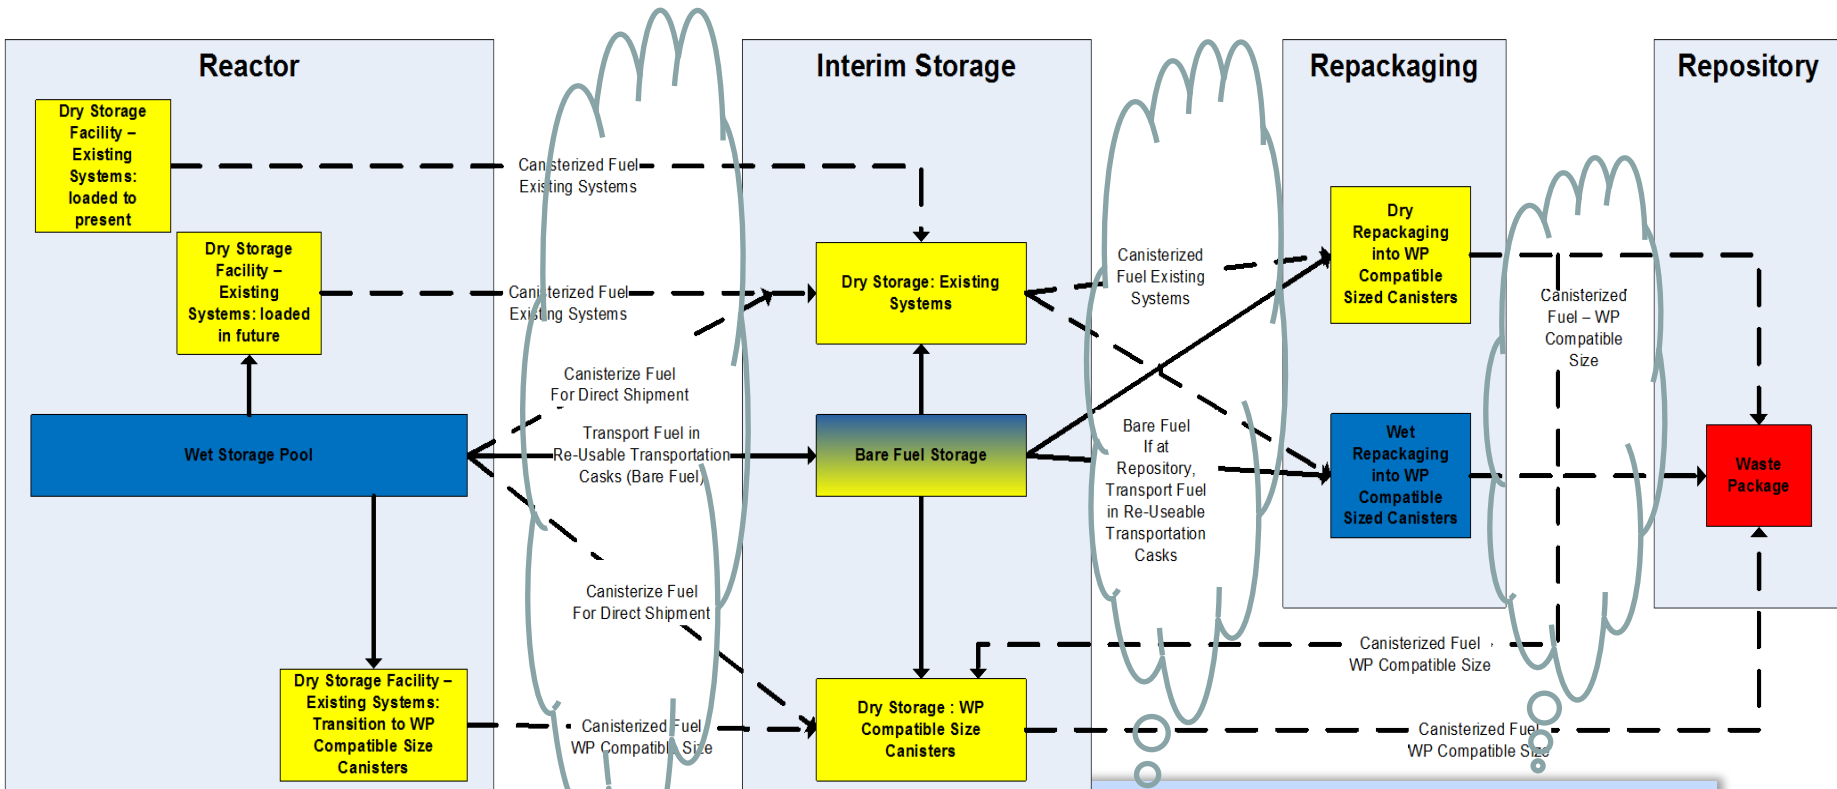 Reactor
Interim Storage
Repackaging
Repository
Dry Storage
Facility –
Existing
Systems:
loaded to
present
Canisterized Fuel
Existing Systems
Dry Storage
Facility –
Existing
Systems: loaded
in future
Canisterized Fuel
Existing Systems
Dry Storage: Existing
Systems
Canisterized
Fuel Existing
Systems
Dry
Repackaging
into WP
Compatible
Sized Canisters
Canisterized
Fuel – WP
Compatible
Size
Canisterize Fuel
For Direct Shipment
Wet Storage Pool
Transport Fuel in
Re-Usable Transportation
Casks (Bare Fuel)
Bare Fuel Storage
Bare Fuel
If at
Repository,
Transport Fuel
in Re-Useable
Transportation
Casks
Wet
Repackaging
into WP
Compatible
Sized Canisters
Waste
Package
Canisterize Fuel
For Direct Shipment
Canisterized Fuel
WP Compatible Size
Dry Storage Facility –
Existing Systems:
Transition to WP
Compatible Size
Canisters
Canisterized Fuel
WP Compatible Size
Dry Storage : WP
Compatible Size
Canisters
Canisterized Fuel
WP Compatible Size